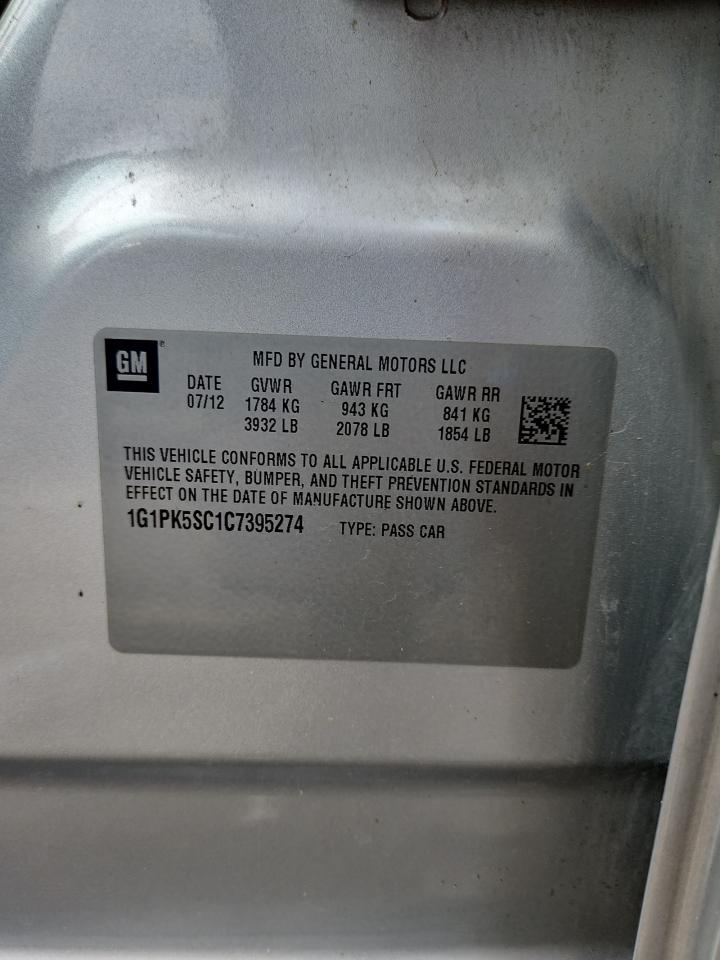 GM®
MFD BY GENERAL MOTORS LLC
DATE GVWR GAWR FRT GAWR RR
07/12 1784 KG 943 KG 841 KG
3932 LB 2078 LB 1854 LB
THIS VEHICLE CONFORMS TO ALL APPLICABLE U.S. FEDERAL MOTOR
VEHICLE SAFETY, BUMPER, AND THEFT PREVENTION STANDARDS IN
EFFECT ON THE DATE OF MANUFACTURE SHOWN ABOVE.
1G1PK5SC1C7395274 TYPE: PASS CAR